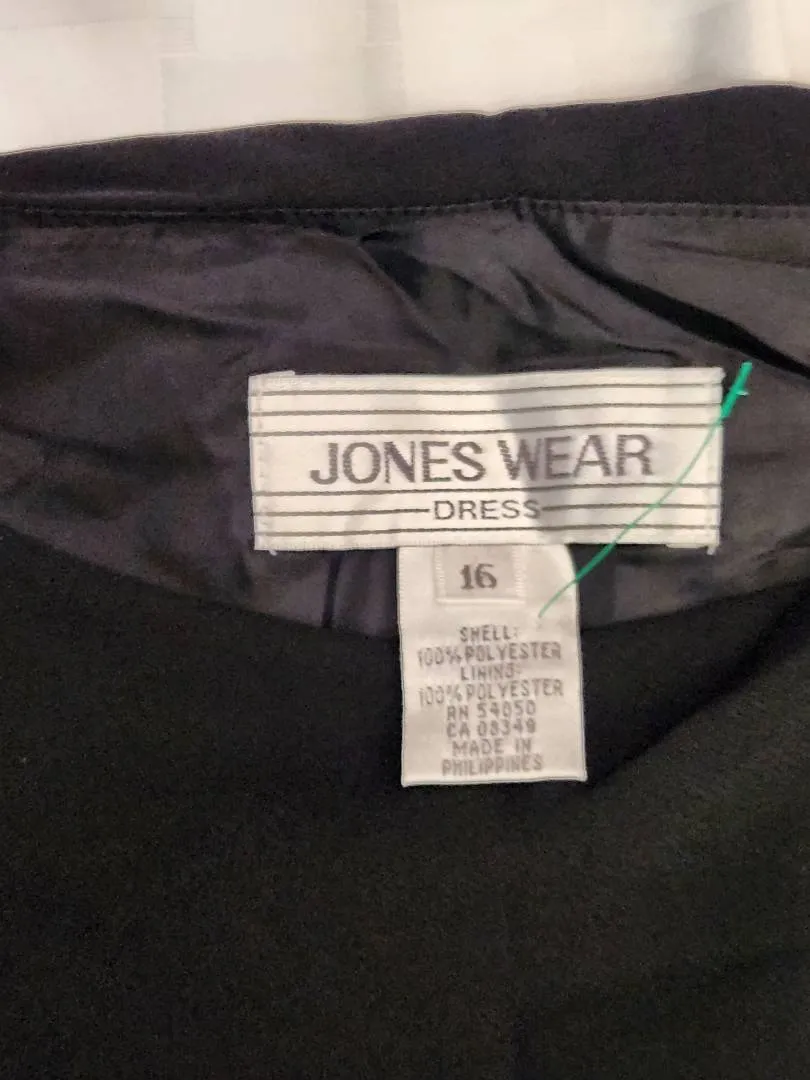 JONES WEAR
DRESS
16
SHELL:
100% POLYESTER
LINING:
100% POLYESTER
RN 54050
CA 08349
MADE IN
PHILIPPINES